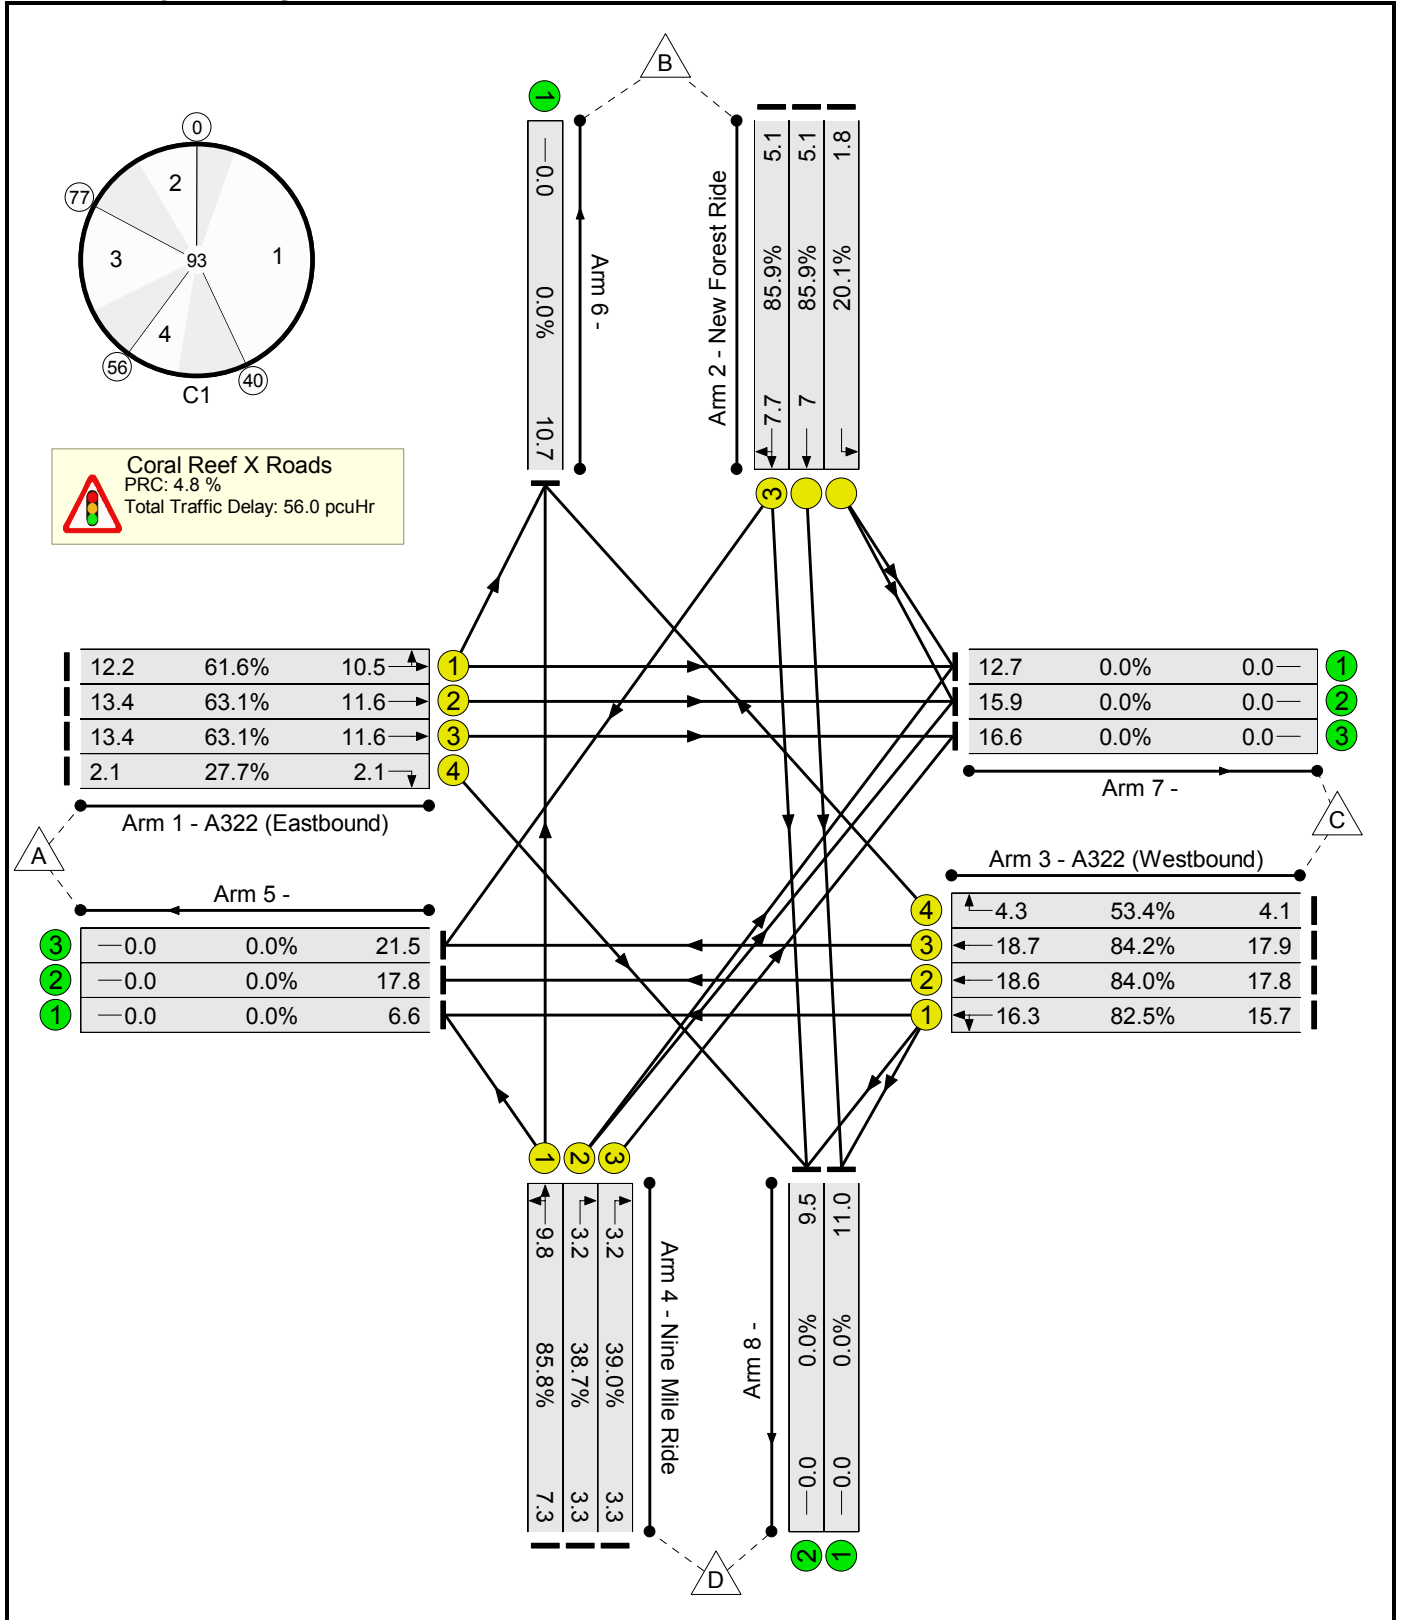 B
1
0.0
0.0%
10.7
Arm 6 -
Arm 2 - New Forest Ride
5.1
85.9%
7.7
5.1
85.9%
7
1.8
20.1%
3
0
77
2
3
93
1
4
56
40
C1
Coral Reef X Roads
PRC: 4.8 %
Total Traffic Delay: 56.0 pcuHr
12.2 61.6% 10.5 1
13.4 63.1% 11.6 2
13.4 63.1% 11.6 3
2.1 27.7% 2.1 4
Arm 1 - A322 (Eastbound)
A
Arm 5 -
3 0.0 0.0% 21.5
2 0.0 0.0% 17.8
1 0.0 0.0% 6.6
12.7 0.0% 0.0 1
15.9 0.0% 0.0 2
16.6 0.0% 0.0 3
Arm 7 -
C
Arm 3 - A322 (Westbound)
4 4.3 53.4% 4.1
3 18.7 84.2% 17.9
2 18.6 84.0% 17.8
1 16.3 82.5% 15.7
1 2 3
9.8
85.8%
7.3
3.2
38.7%
3.3
3.2
39.0%
3.3
Arm 4 - Nine Mile Ride
Arm 8 -
9.5
0.0%
0.0
11.0
0.0%
0.0
2 1
D